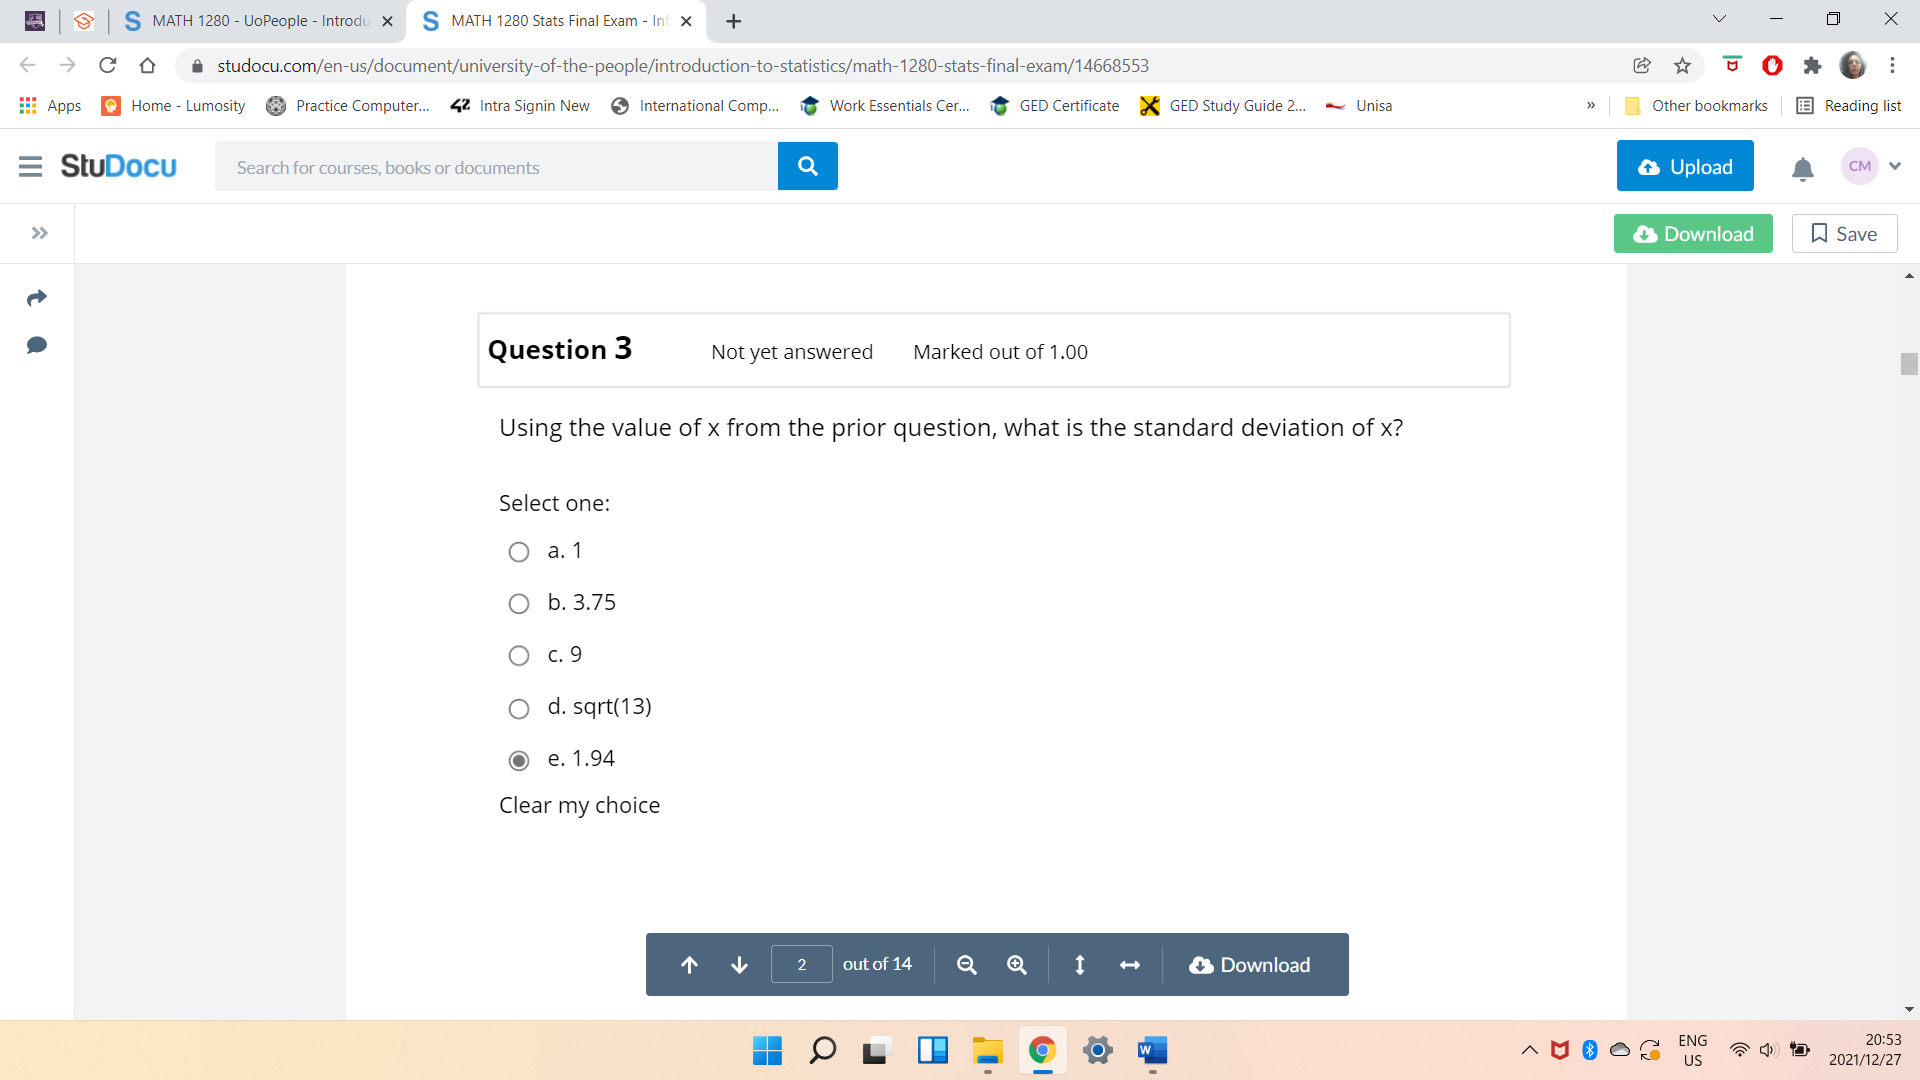 MATH 1280 - UoPeople - Introdu
MATH 1280 Stats Final Exam - Inf
studocu.com/en-us/document/university-of-the-people/introduction-to-statistics/math-1280-stats-final-exam/14668553
Apps
Home - Lumosity
Practice Computer...
Intra Signin New
International Comp...
Work Essentials Cer...
GED Certificate
GED Study Guide 2...
Unisa
»
Other bookmarks
Reading list
StuDocu
Search for courses, books or documents
Upload
CM
Download
Save
Question 3 Not yet answered Marked out of 1.00
Using the value of x from the prior question, what is the standard deviation of x?
Select one:
a. 1
b. 3.75
c. 9
d. sqrt(13)
e. 1.94
Clear my choice
2 out of 14
Download
ENG
US
20:53
2021/12/27